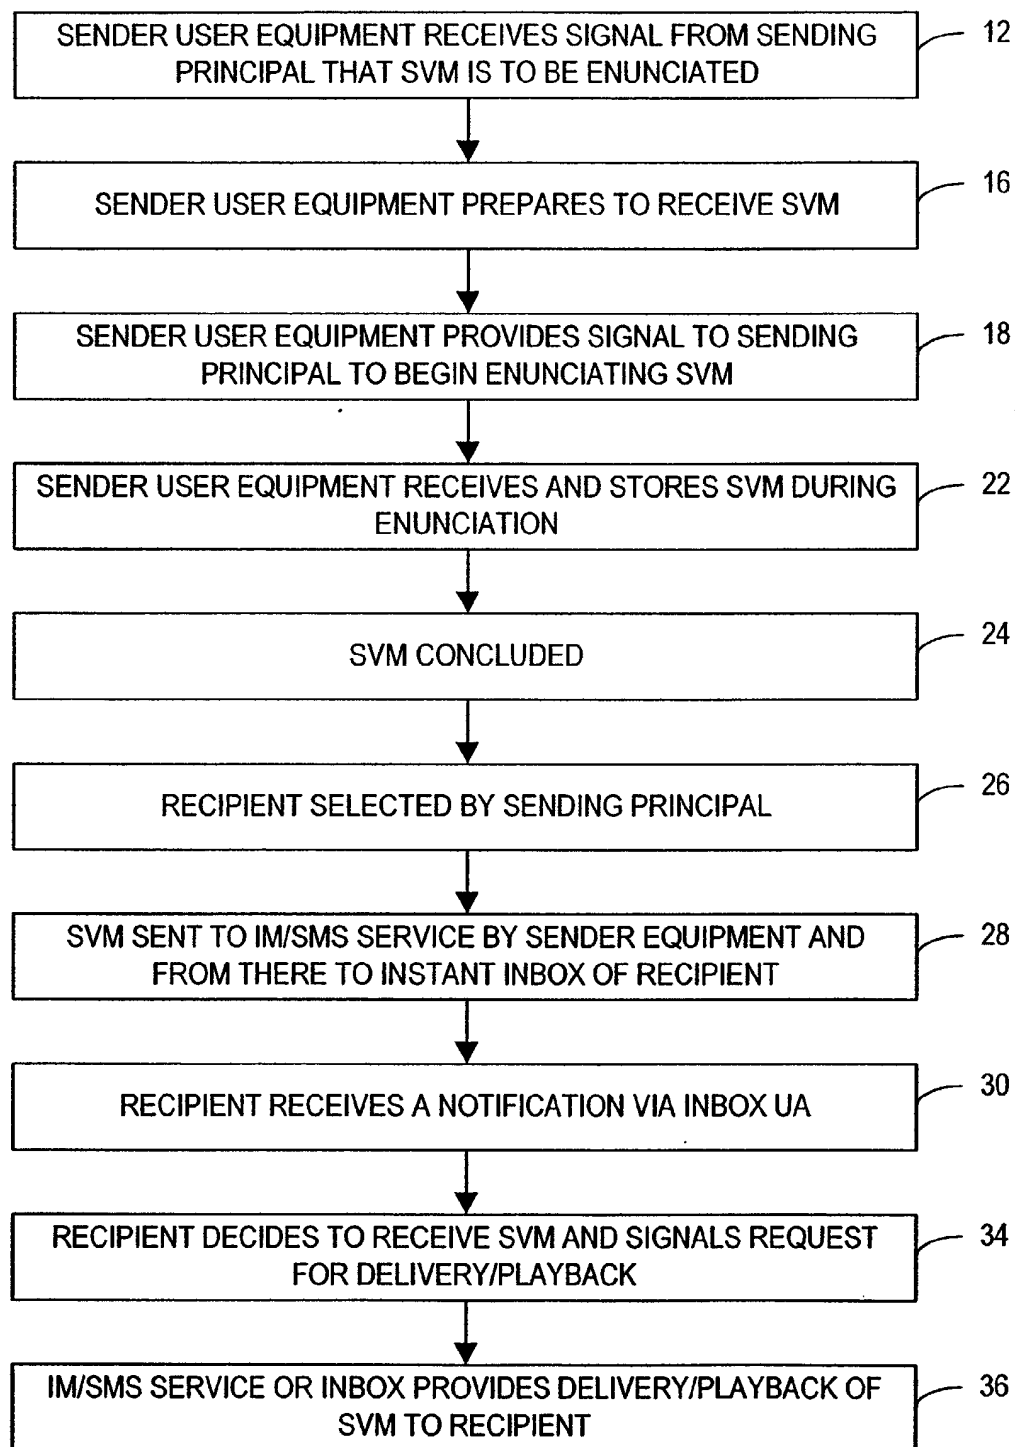 SENDER USER EQUIPMENT RECEIVES SIGNAL FROM SENDING
PRINCIPAL THAT SVM IS TO BE ENUNCIATED
12
SENDER USER EQUIPMENT PREPARES TO RECEIVE SVM
16
SENDER USER EQUIPMENT PROVIDES SIGNAL TO SENDING
PRINCIPAL TO BEGIN ENUNCIATING SVM
18
SENDER USER EQUIPMENT RECEIVES AND STORES SVM DURING
ENUNCIATION
22
SVM CONCLUDED
24
RECIPIENT SELECTED BY SENDING PRINCIPAL
26
SVM SENT TO IM/SMS SERVICE BY SENDER EQUIPMENT AND
FROM THERE TO INSTANT INBOX OF RECIPIENT
28
RECIPIENT RECEIVES A NOTIFICATION VIA INBOX UA
30
RECIPIENT DECIDES TO RECEIVE SVM AND SIGNALS REQUEST
FOR DELIVERY/PLAYBACK
34
IM/SMS SERVICE OR INBOX PROVIDES DELIVERY/PLAYBACK OF
SVM TO RECIPIENT
36